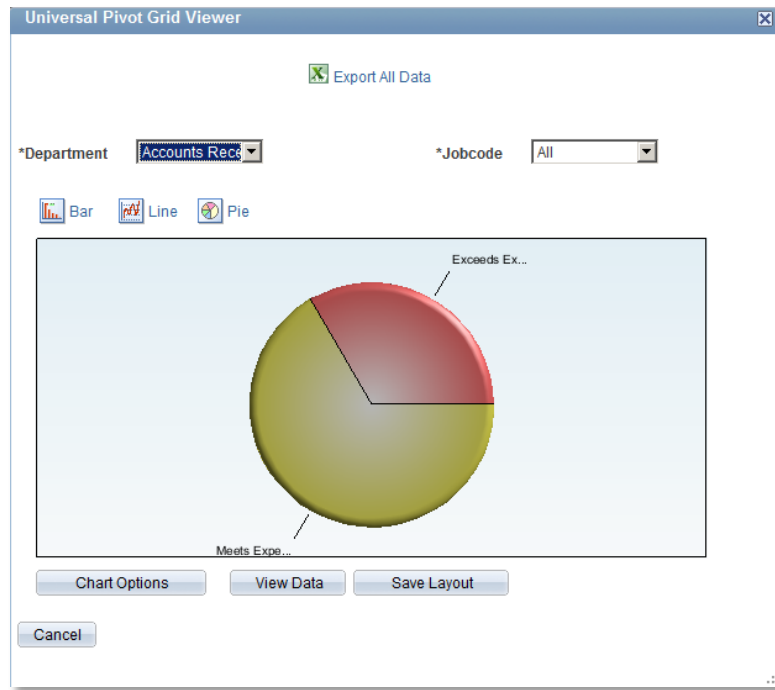 Universal Pivot Grid Viewer
Export All Data
*Department Accounts Rece *Jobcode All
Bar Line Pie
Exceeds Ex...
Meets Expe...
Chart Options View Data Save Layout
Cancel